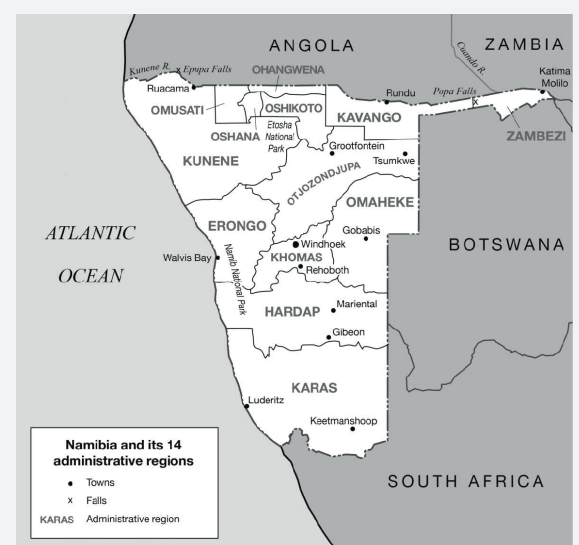 ANGOLA
ZAMBIA
Cuando R.
Kunene R.
Epupa Falls
OHANGWENA
Katima
Molilo
Ruacama
Rundu
Popa Falls
OMUSATI
OSHIKOTO
KAVANGO
OSHANA
Etosha
National
Park
ZAMBEZI
Grootfontein
Tsumkwe
KUNENE
OTJOZONDJUPA
OMAHEKE
ERONGO
Gobabis
ATLANTIC
OCEAN
BOTSWANA
Windhoek
Walvis Bay
KHOMAS
Rehoboth
Namib National Park
HARDAP
Mariental
Gibeon
KARAS
Luderitz
Keetmanshoop
SOUTH AFRICA
Namibia and its 14
administrative regions
Towns
x Falls
KARAS Administrative region